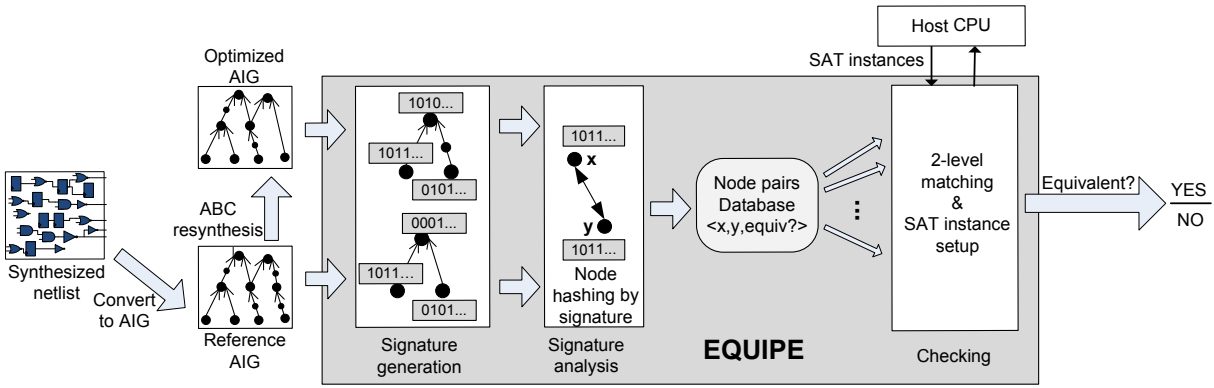 Synthesized
netlist
Convert
to AIG
Optimized
AIG
ABC
resynthesis
Reference
AIG
1010...
1011...
0101...
0001...
1011...
0101...
Signature
generation
1011...
x
y
1011...
Node
hashing by
signature
Signature
analysis
Node pairs
Database
<x,y,equiv?>
...
EQUIPE
Host CPU
SAT instances
2-level
matching
&
SAT instance
setup
Checking
Equivalent?
YES
NO